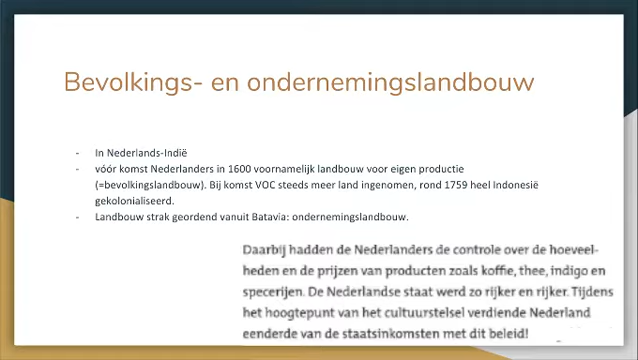 Bevolkings- en ondernemingslandbouw
- In Nederlands-Indië
- vóór komst Nederlanders in 1600 voornamelijk landbouw voor eigen productie
(=bevolkingslandbouw). Bij komst VOC steeds meer land ingenomen, rond 1759 heel Indonesië
gekolonialiseerd.
- Landbouw strak geordend vanuit Batavia: ondernemingslandbouw.
Daarbij hadden de Nederlanders de controle over de hoeveel-
heden en de prijzen van producten zoals koffie, thee, indigo en
specerijen. De Nederlandse staat werd zo rijker en rijker. Tijdens
het hoogtepunt van het cultuurstelsel verdiende Nederland
eenderde van de staatsinkomsten met dit beleid!